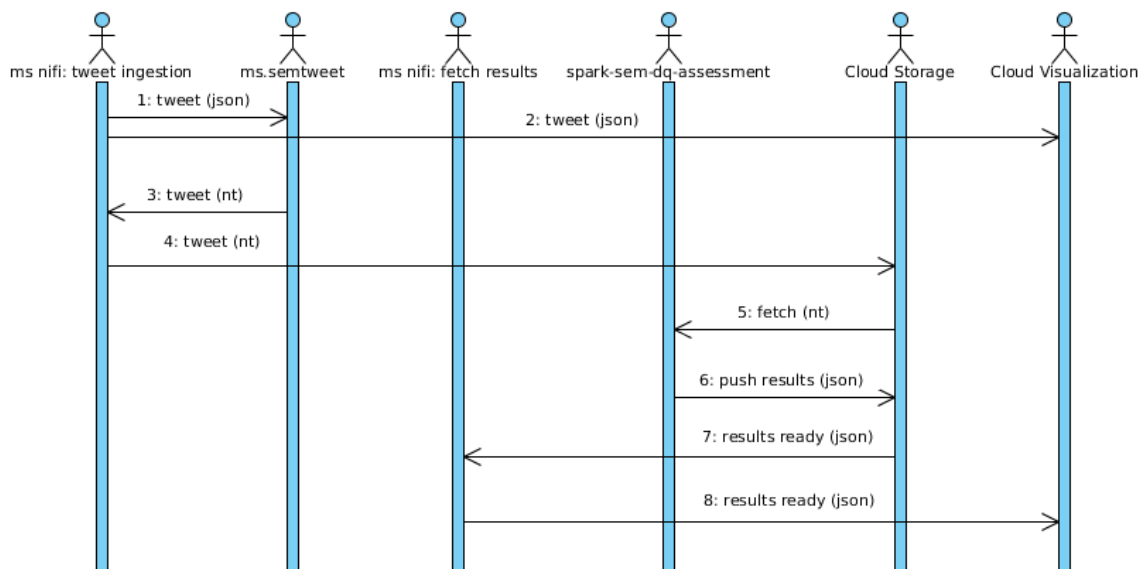 ms nifi: tweet ingestion
ms.semtweet
ms nifi: fetch results
spark-sem-dq-assessment
Cloud Storage
Cloud Visualization
1: tweet (json)
2: tweet (json)
3: tweet (nt)
4: tweet (nt)
5: fetch (nt)
6: push results (json)
7: results ready (json)
8: results ready (json)